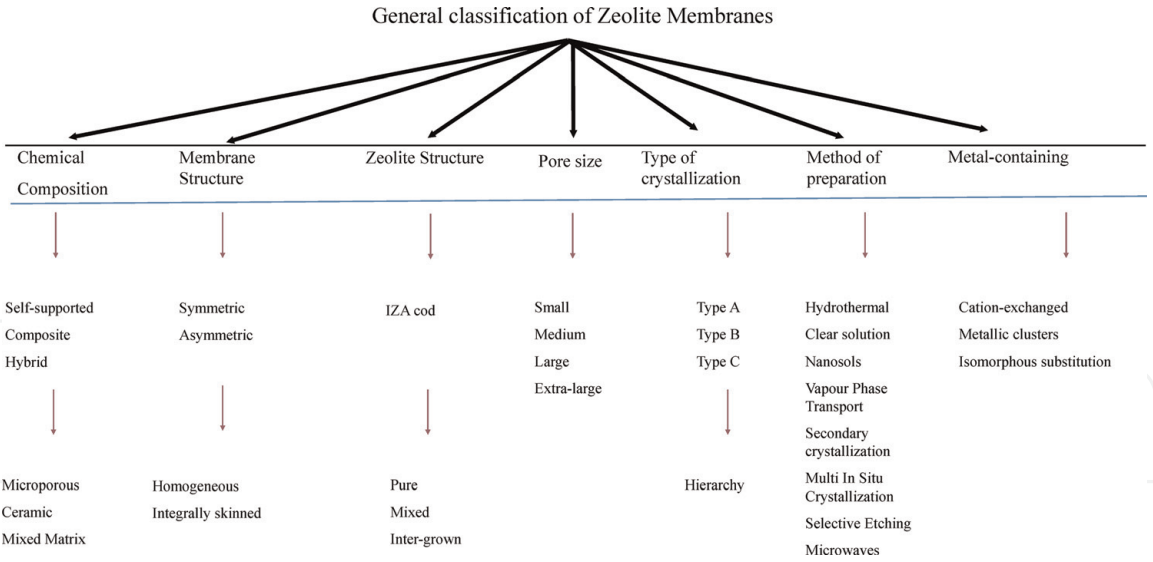 General classification of Zeolite Membranes
Chemical
Composition
Membrane
Structure
Zeolite Structure
Pore size
Type of
crystallization
Method of
preparation
Metal-containing
Self-supported
Composite
Hybrid
Symmetric
Asymmetric
IZA cod
Small
Medium
Large
Extra-large
Type A
Type B
Type C
Hydrothermal
Clear solution
Nanosols
Vapour Phase
Transport
Secondary
crystallization
Multi In Situ
Crystallization
Selective Etching
Microwaves
Cation-exchanged
Metallic clusters
Isomorphous substitution
Microporous
Ceramic
Mixed Matrix
Homogeneous
Integrally skinned
Pure
Mixed
Inter-grown
Hierarchy